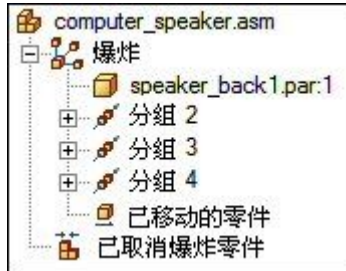 computer_speaker.asm
爆炸
speaker_back1.par:1
分组 2
分组 3
分组 4
已移动的零件
已取消爆炸零件